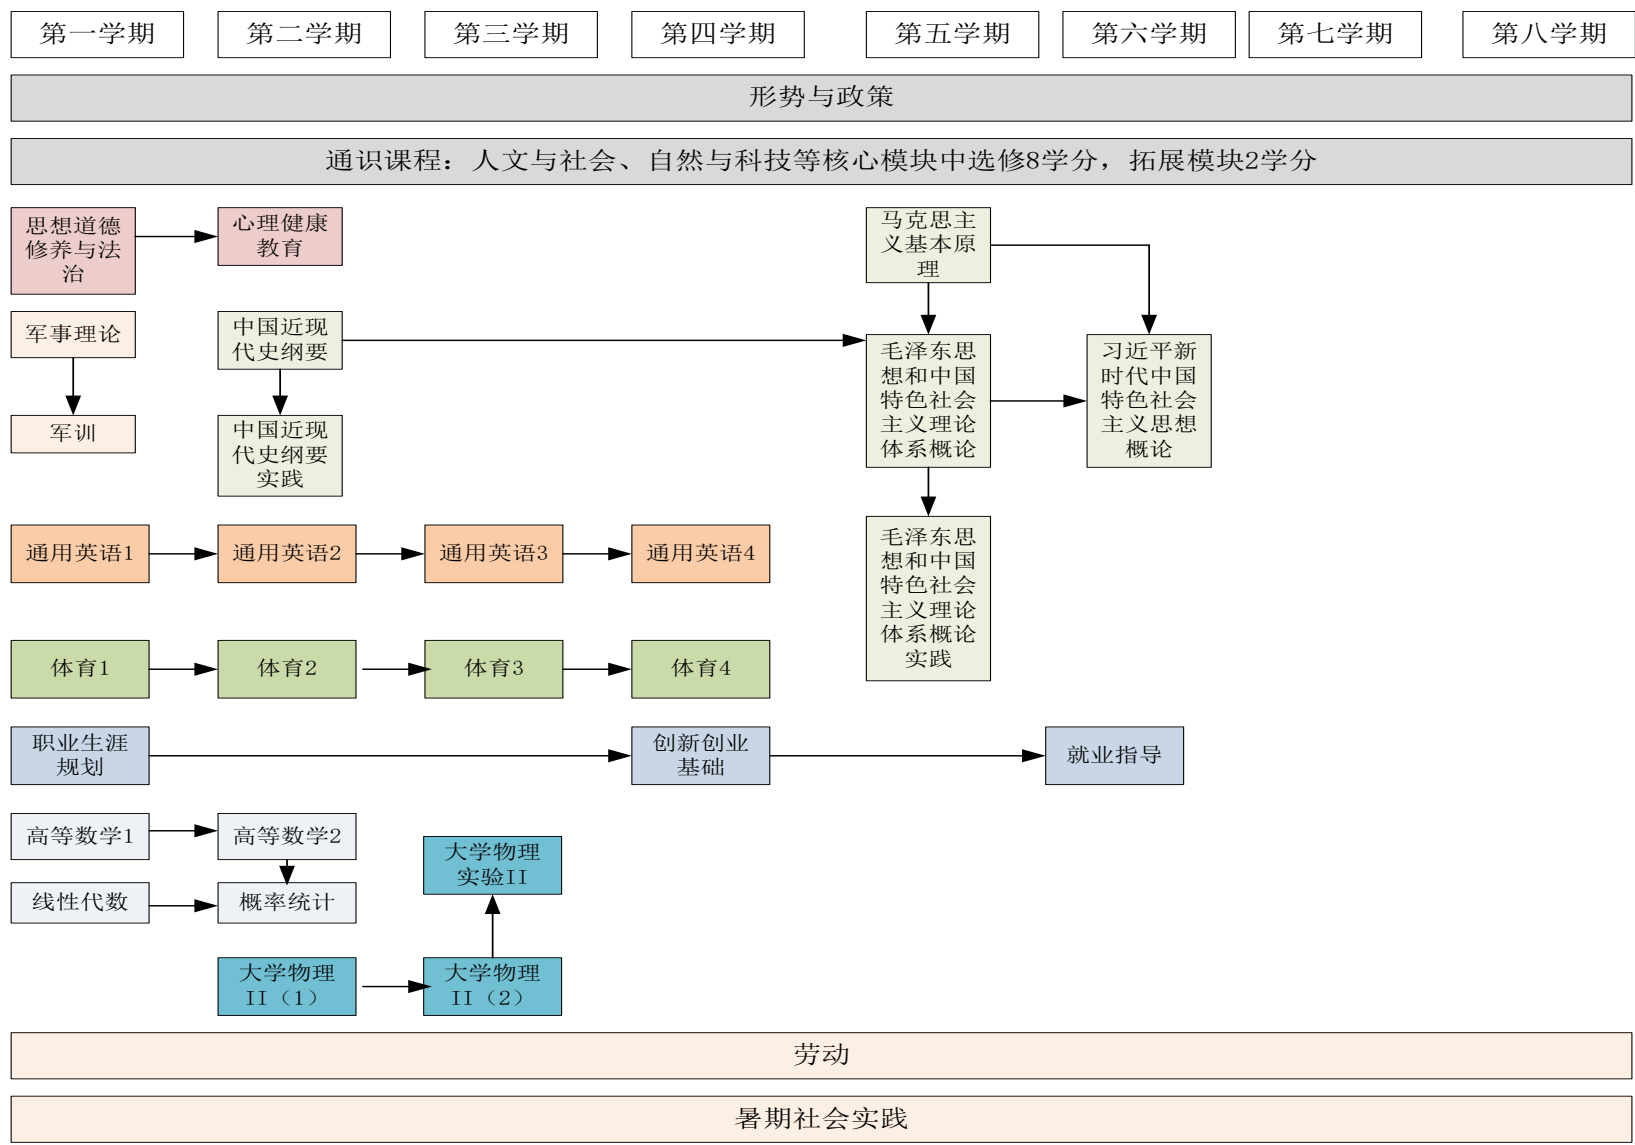 第一学期
第二学期
第三学期
第四学期
第五学期
第六学期
第七学期
第八学期
形势与政策
通识课程：人文与社会、自然与科技等核心模块中选修8学分，拓展模块2学分
思想道德
修养与法
治
心理健康
教育
马克思主
义基本原
理
军事理论
中国近现
代史纲要
毛泽东思
想和中国
特色社会
主义理论
体系概论
习近平新
时代中国
特色社会
主义思想
概论
军训
中国近现
代史纲要
实践
毛泽东思
想和中国
特色社会
主义理论
体系概论
实践
通用英语1
通用英语2
通用英语3
通用英语4
体育1
体育2
体育3
体育4
职业生涯
规划
创新创业
基础
就业指导
高等数学1
高等数学2
大学物理
实验II
线性代数
概率统计
大学物理
II（1）
大学物理
II（2）
劳动
暑期社会实践